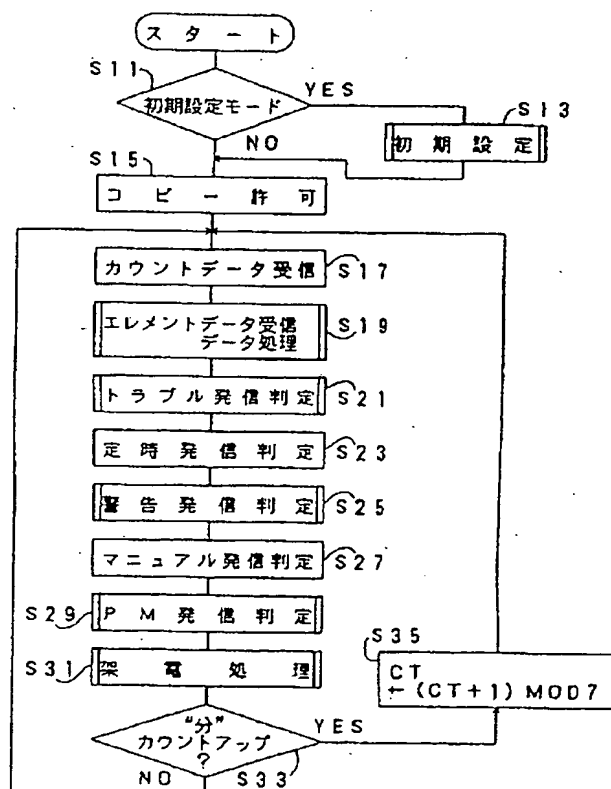 スタート
S11
YES
初期設定モード
S13
初期設定
NO
S15
コピー許可
カウントデータ受信
S17
エレメントデータ受信
データ処理
S19
トラブル発信判定
S21
定時発信判定
S23
警告発信判定
S25
マニュアル発信判定
S27
S29
PM発信判定
S31
架電処理
S35
CT
←(CT+1)MOD7
"分"
カウントアップ
?
YES
NO
S33